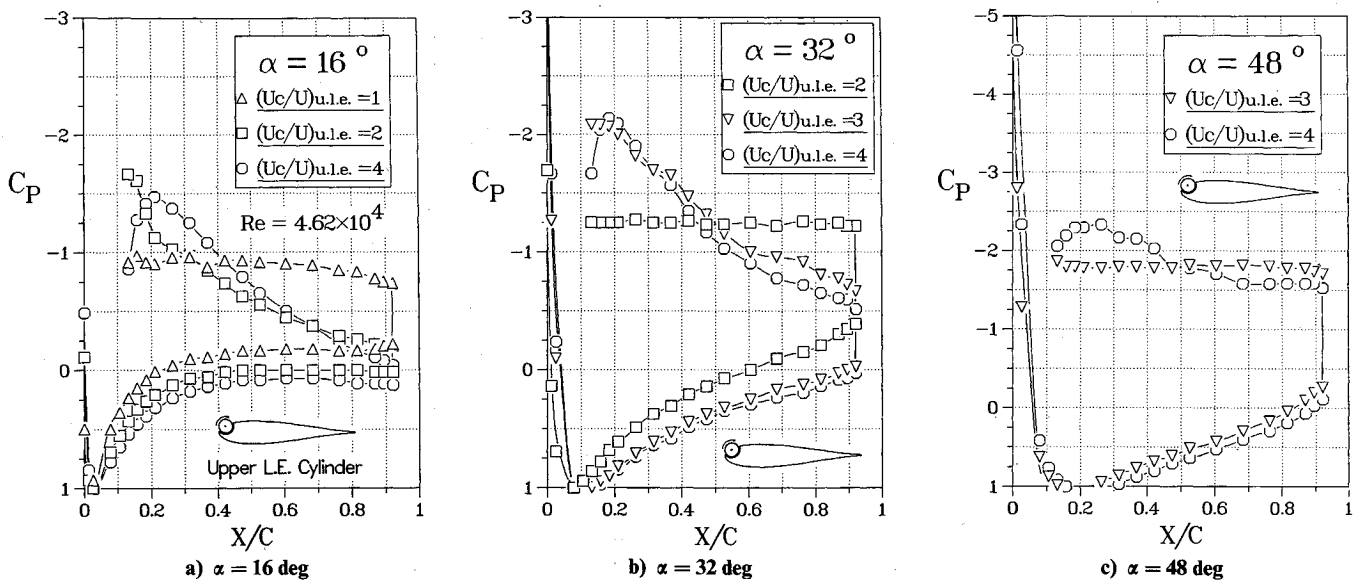 -3
-2
-1
0
1
C_P
α = 16 °
(Uc/U)u.l.e. =1
(Uc/U)u.l.e. =2
(Uc/U)u.l.e. =4
Re = 4.62×10⁴
Upper L.E. Cylinder
0 0.2 0.4 0.6 0.8 1
X/C
a) α = 16 deg
-3
-2
-1
0
1
C_P
α = 32 °
(Uc/U)u.l.e. =2
(Uc/U)u.l.e. =3
(Uc/U)u.l.e. =4
0 0.2 0.4 0.6 0.8 1
X/C
b) α = 32 deg
-5
-4
-3
-2
-1
0
1
C_P
α = 48 °
(Uc/U)u.l.e. =3
(Uc/U)u.l.e. =4
0 0.2 0.4 0.6 0.8 1
X/C
c) α = 48 deg